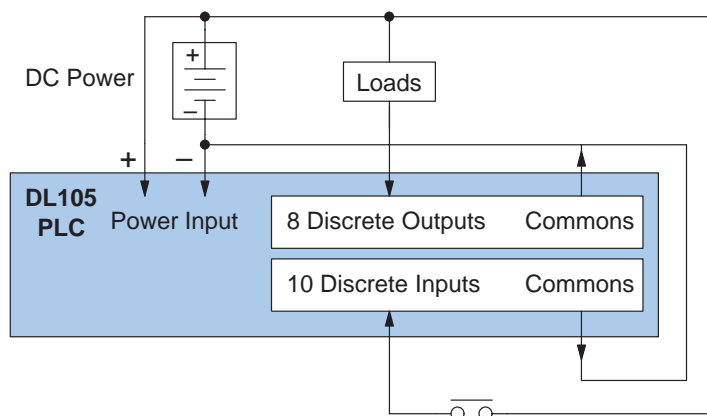 +
DC Power
−
Loads
+
−
DL105
PLC
Power Input
8 Discrete Outputs
Commons
10 Discrete Inputs
Commons